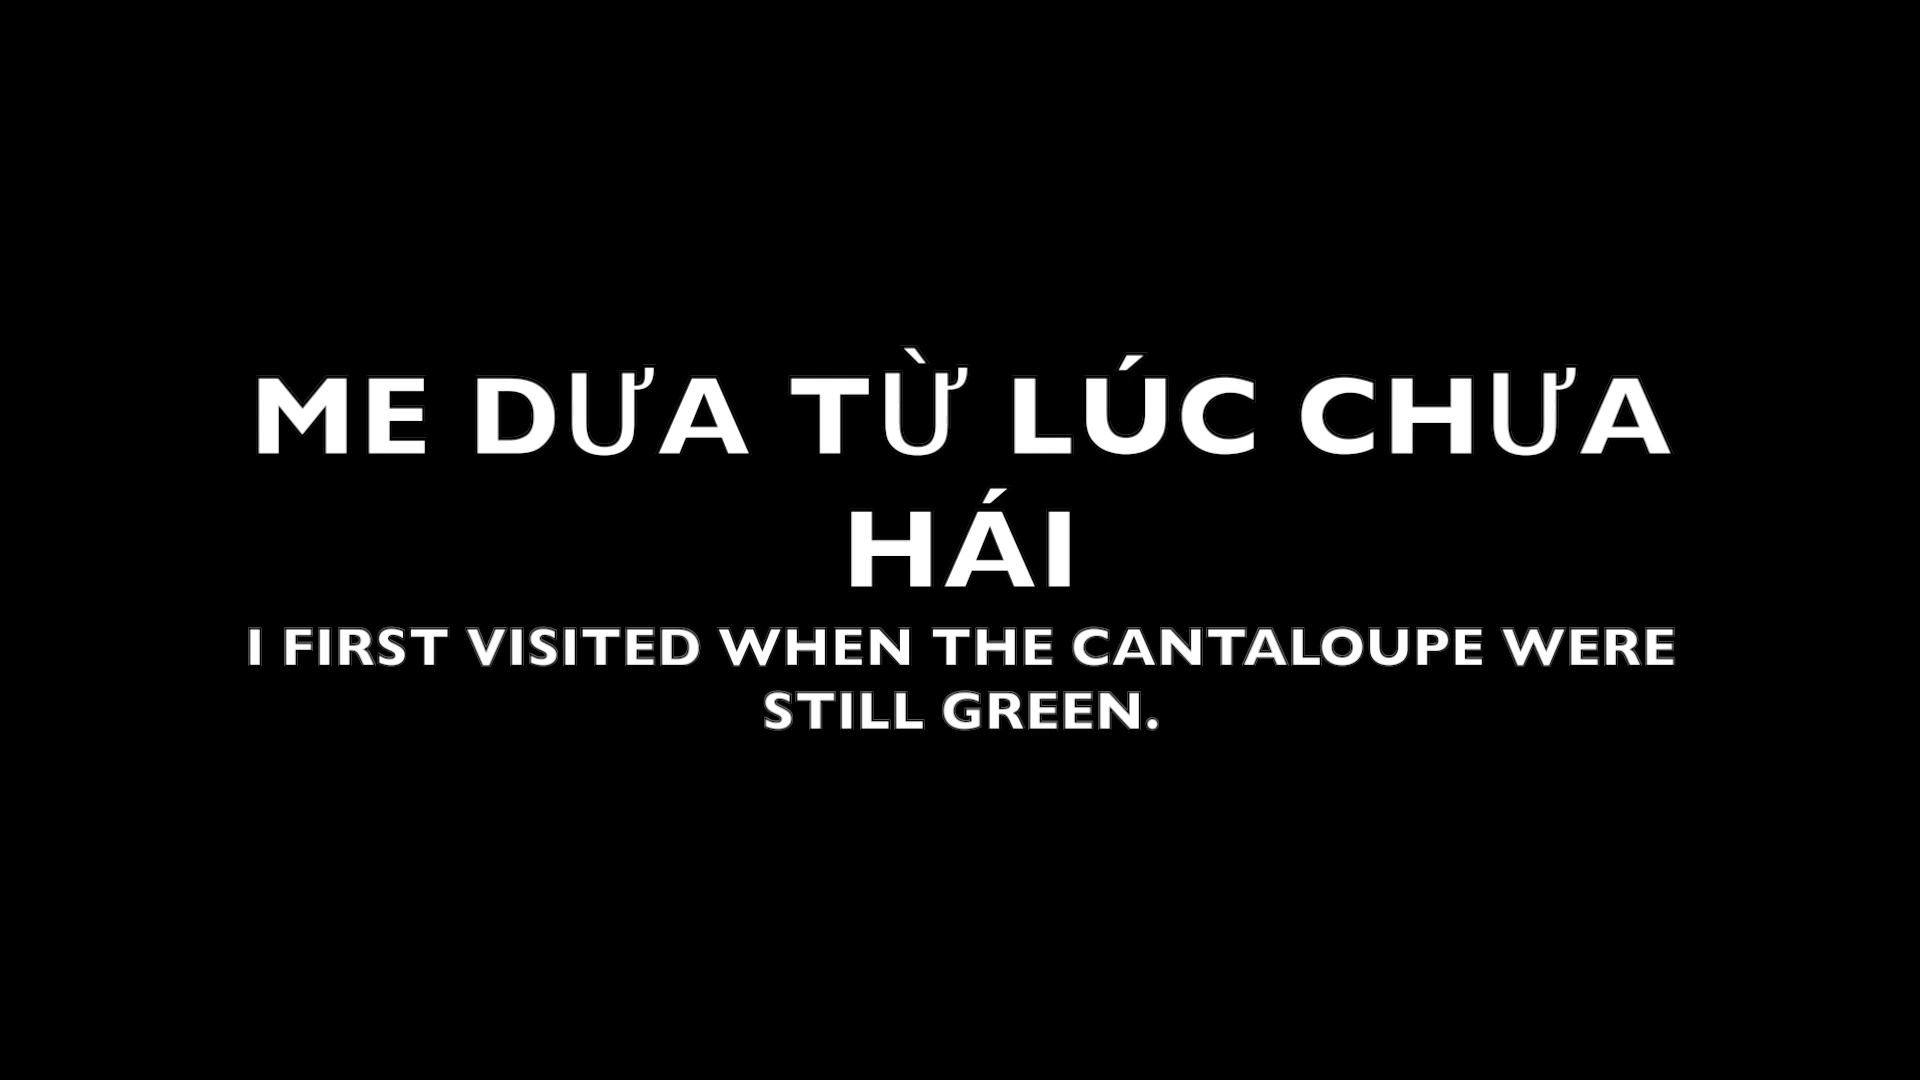 ME DƯA TỪ LÚC CHƯA
HÁI
I FIRST VISITED WHEN THE CANTALOUPE WERE
STILL GREEN.